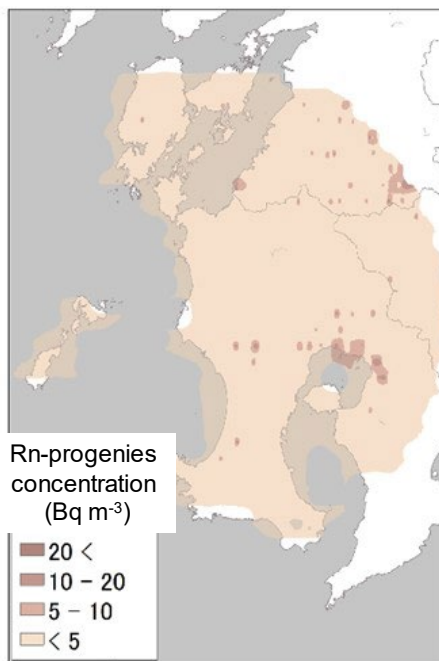 Rn-progenies
concentration
(Bq m-³)
20 <
10 – 20
5 – 10
< 5